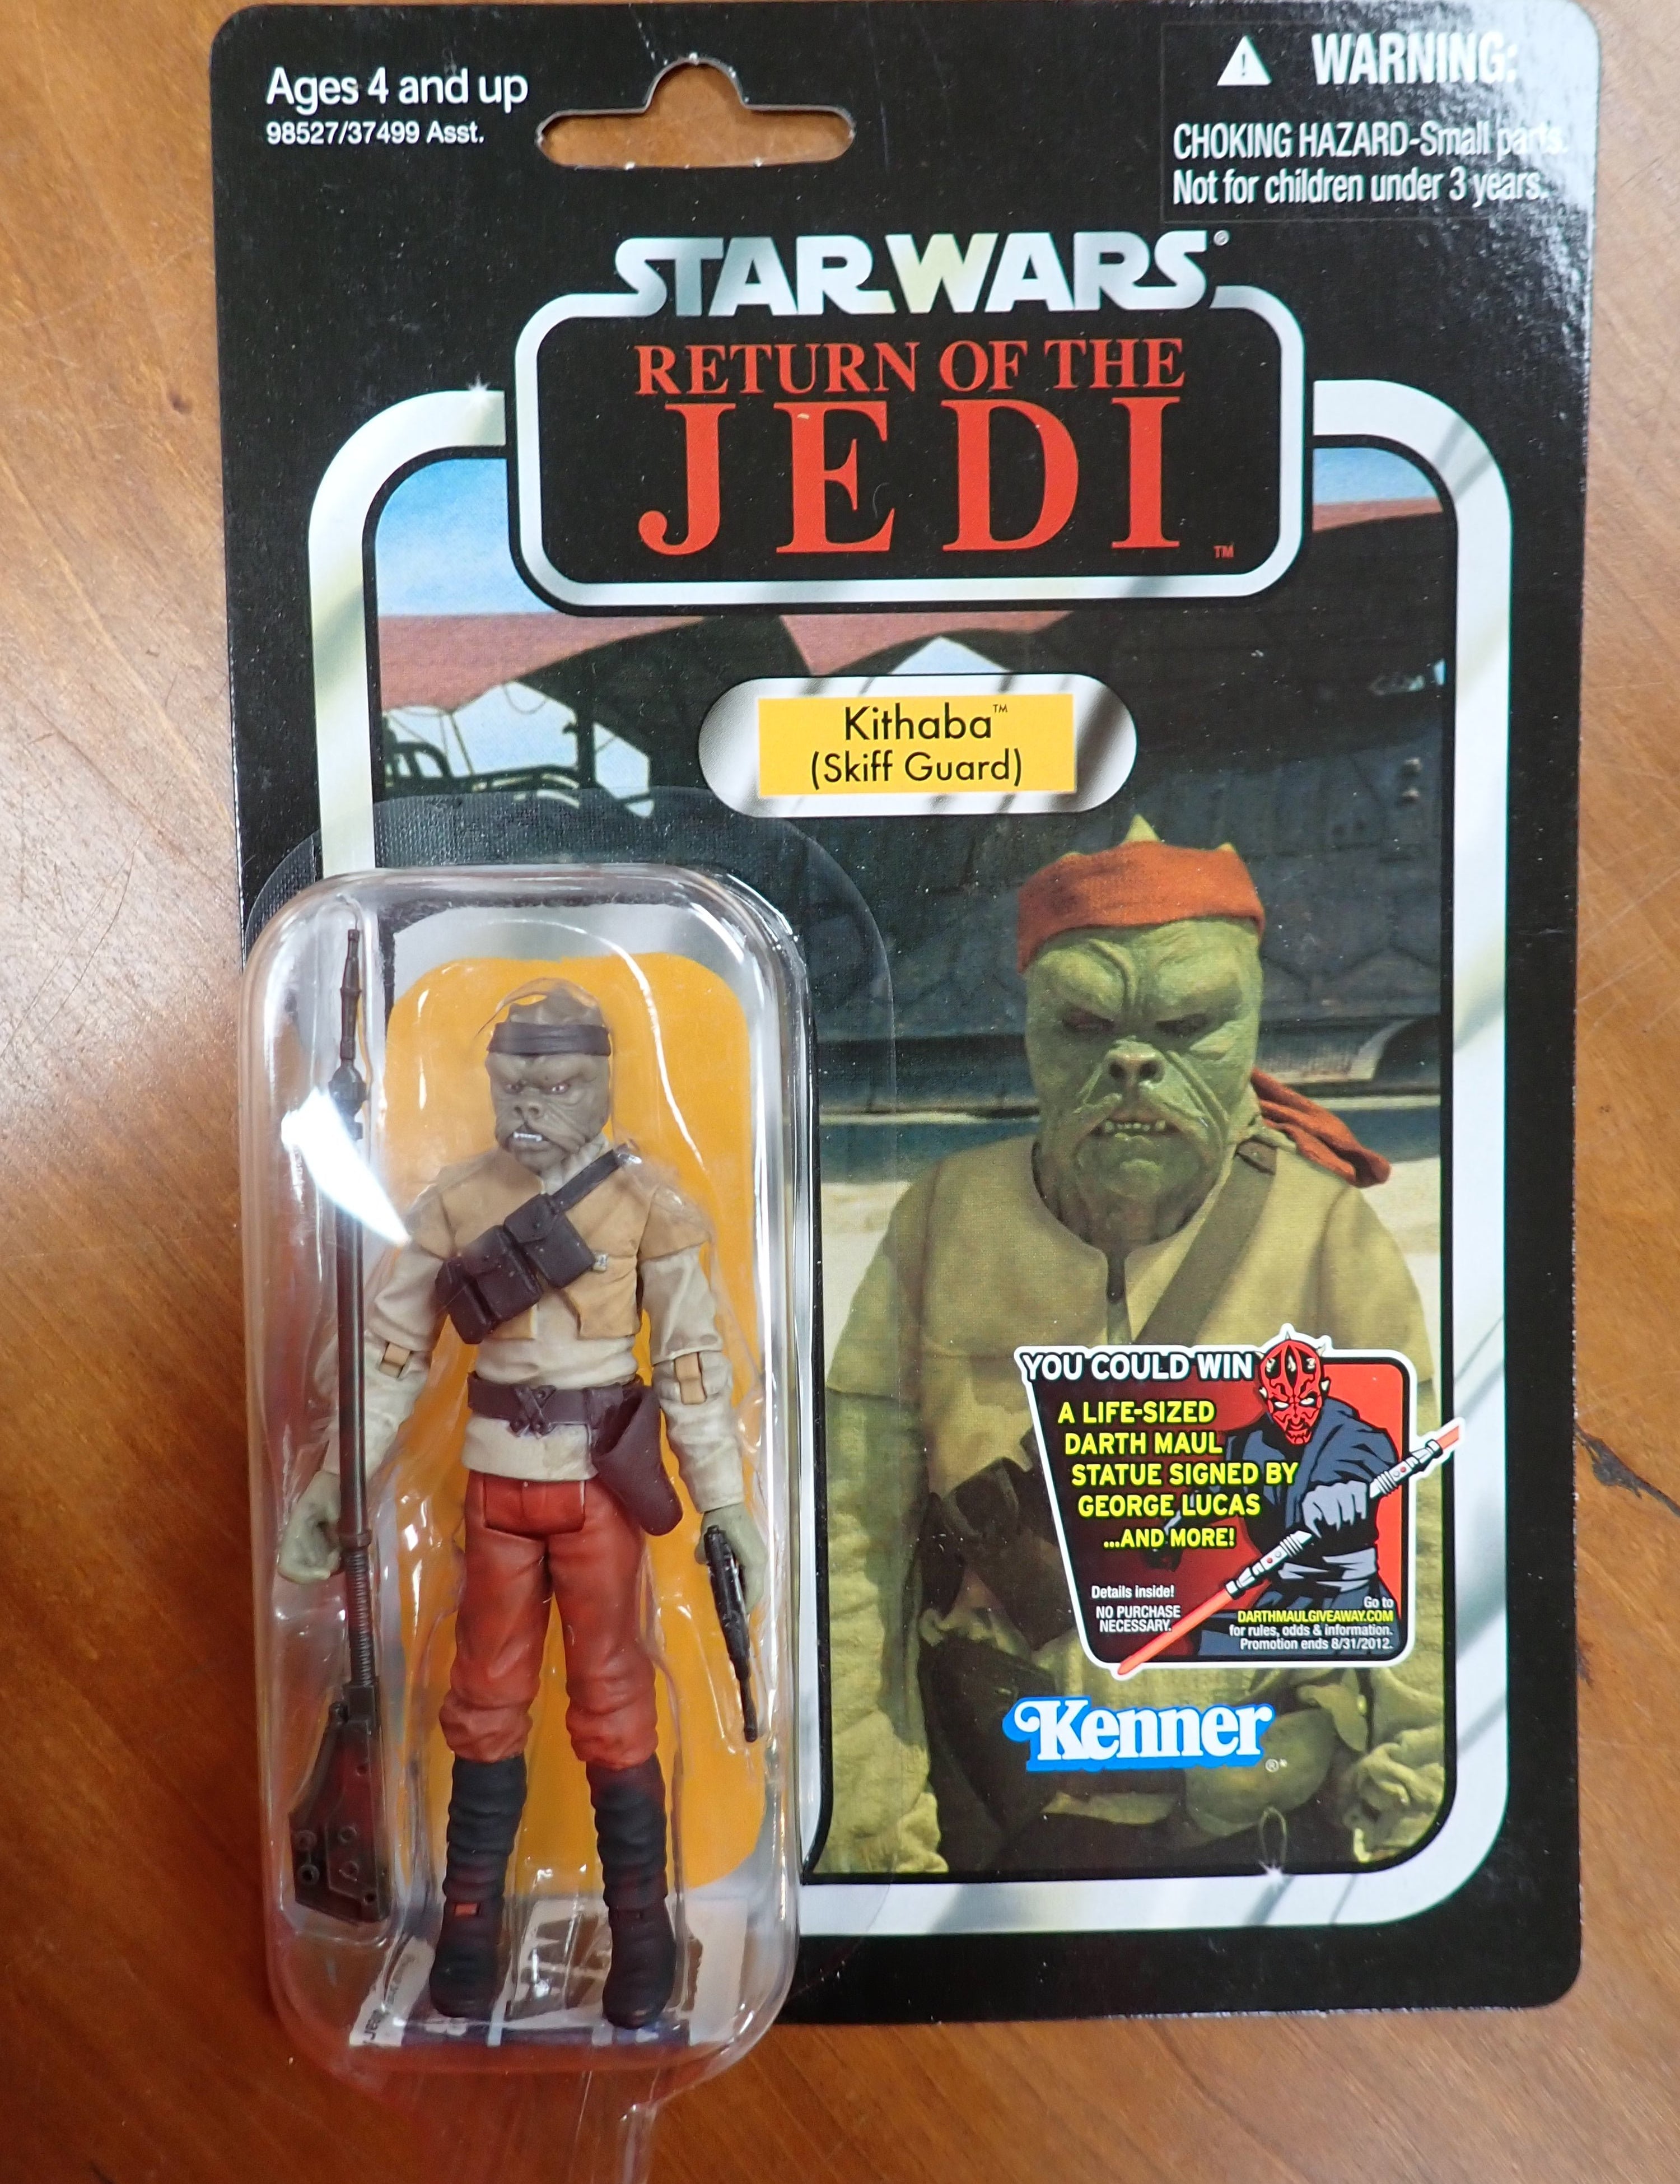 Ages 4 and up
98527/37499 Asst.
WARNING:
CHOKING HAZARD-Small parts.
Not for children under 3 years.
STAR WARS®
RETURN OF THE
JEDI™
Kithaba™
(Skiff Guard)
YOU COULD WIN
A LIFE-SIZED
DARTH MAUL
STATUE SIGNED BY
GEORGE LUCAS
...AND MORE!
Details inside!
NO PURCHASE
NECESSARY.
Go to
DARTHMAULGIVEAWAY.COM
for rules, odds & information.
Promotion ends 8/31/2012.
Kenner®*